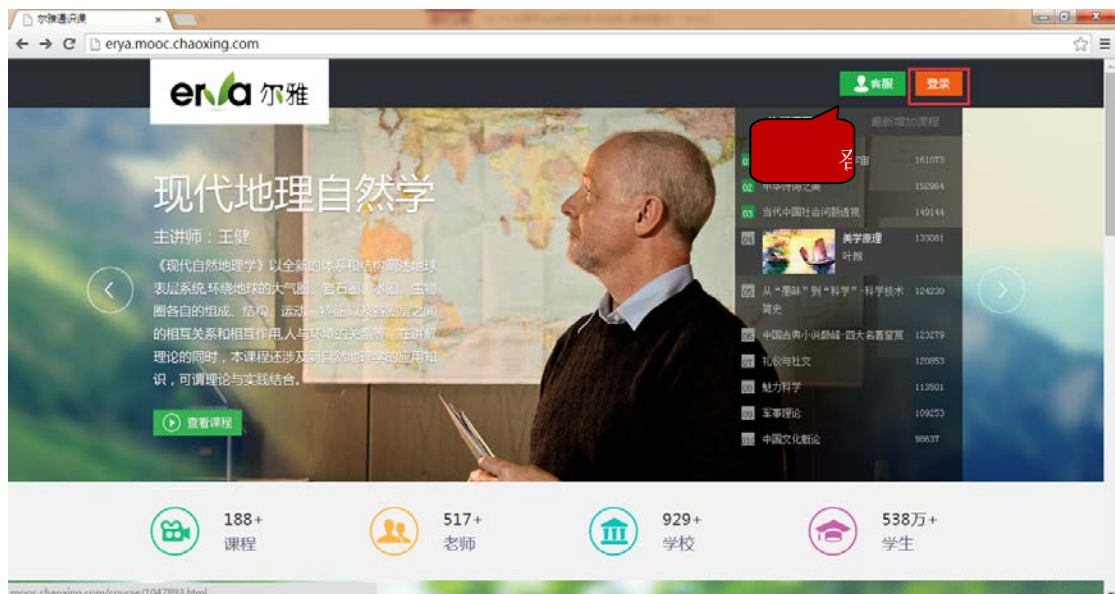 尔雅通识课
erya.mooc.chaoxing.com
erya 尔雅
客服
登录
最新增加课程
现代地理自然学
主讲师：王健
《现代自然地理学》以全新的体系和结构阐述地球
表层系统,环绕地球的大气圈、岩石圈、水圈、生物
圈各自的组成、结构、运动、特征以及各圈层之间
的相互关系和相互作用,人与环境的关系等，在讲解
理论的同时，本课程还涉及到自然地理学的应用知
识，可谓理论与实践结合。
查看课程
01 宇宙 161073
02 中华诗词之美 152964
03 当代中国社会问题透视 149144
04 美学原理 133081
叶朗
05 从“愚昧”到“科学”-科学技术 124230
简史
06 中国古典小说巅峰-四大名著鉴赏 123279
07 礼仪与社交 120853
08 魅力科学 113501
09 军事理论 109253
010 中国文化概论 98637
188+
课程
517+
老师
929+
学校
538万+
学生
mooc.chaoxing.com/course/1047893.html